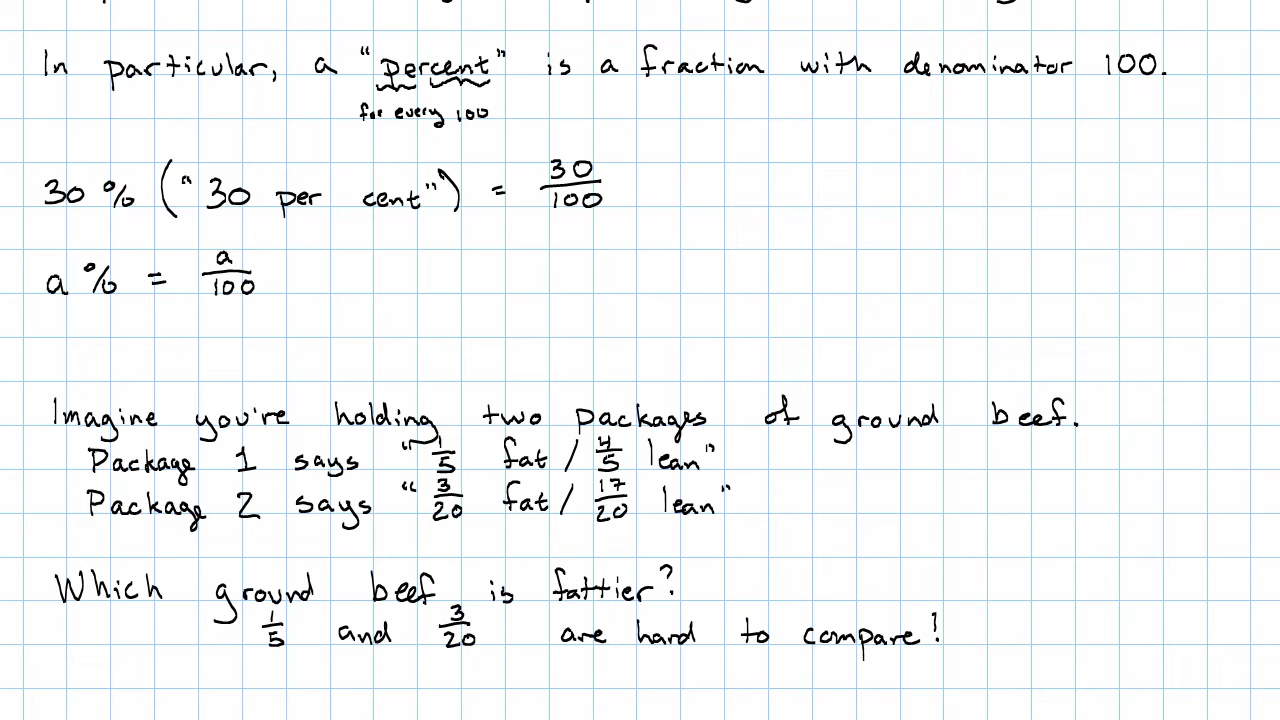 In particular, a "percent" is a fraction with denominator 100.
for every 100
30 % ("30 per cent") = 30/100
a % = a/100
Imagine you're holding two packages of ground beef.
Package 1 says "1/5 fat / 4/5 lean"
Package 2 says "3/20 fat / 17/20 lean"
Which ground beef is fattier?
1/5 and 3/20 are hard to compare!